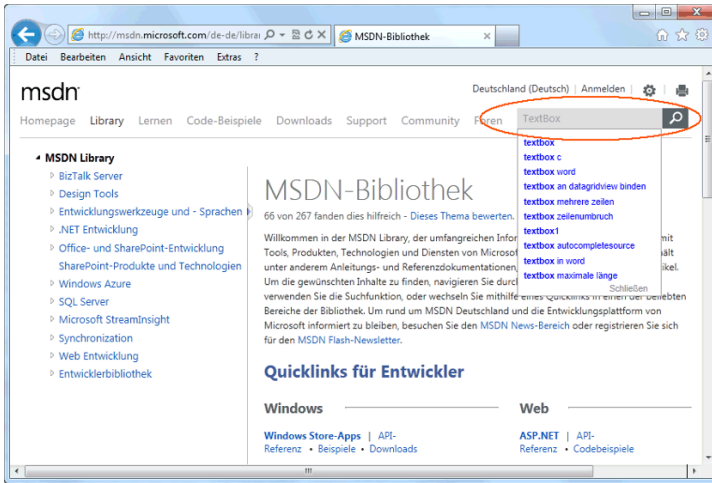 http://msdn.microsoft.com/de-de/librar
MSDN-Bibliothek
Datei Bearbeiten Ansicht Favoriten Extras ?
msdn
Deutschland (Deutsch) | Anmelden
Homepage Library Lernen Code-Beispiele Downloads Support Community Foren
TextBox
textbox
textbox c
textbox word
textbox an datagridview binden
textbox mehrere zeilen
textbox zeilenumbruch
textbox1
textbox autocompletesource
textbox in word
textbox maximale länge
Schließen
MSDN Library
BizTalk Server
Design Tools
Entwicklungswerkzeuge und - Sprachen
.NET Entwicklung
Office- und SharePoint-Entwicklung
SharePoint-Produkte und Technologien
Windows Azure
SQL Server
Microsoft StreamInsight
Synchronization
Web Entwicklung
Entwicklerbibliothek
MSDN-Bibliothek
66 von 267 fanden dies hilfreich - Dieses Thema bewerten.
Willkommen in der MSDN Library, der umfangreichen Infor mit
Tools, Produkten, Technologien und Diensten von Microsof ält
unter anderem Anleitungs- und Referenzdokumentationen, ikel.
Um die gewünschten Inhalte zu finden, navigieren Sie durc
verwenden Sie die Suchfunktion, oder wechseln Sie mithilfe eines Quicklinks in einen der beliebten
Bereiche der Bibliothek. Um rund um MSDN Deutschland und die Entwicklungsplattform von
Microsoft informiert zu bleiben, besuchen Sie den MSDN News-Bereich oder registrieren Sie sich
für den MSDN Flash-Newsletter.
Quicklinks für Entwickler
Windows
Windows Store-Apps | API-
Referenz • Beispiele • Downloads
Web
ASP.NET | API-
Referenz • Codebeispiele